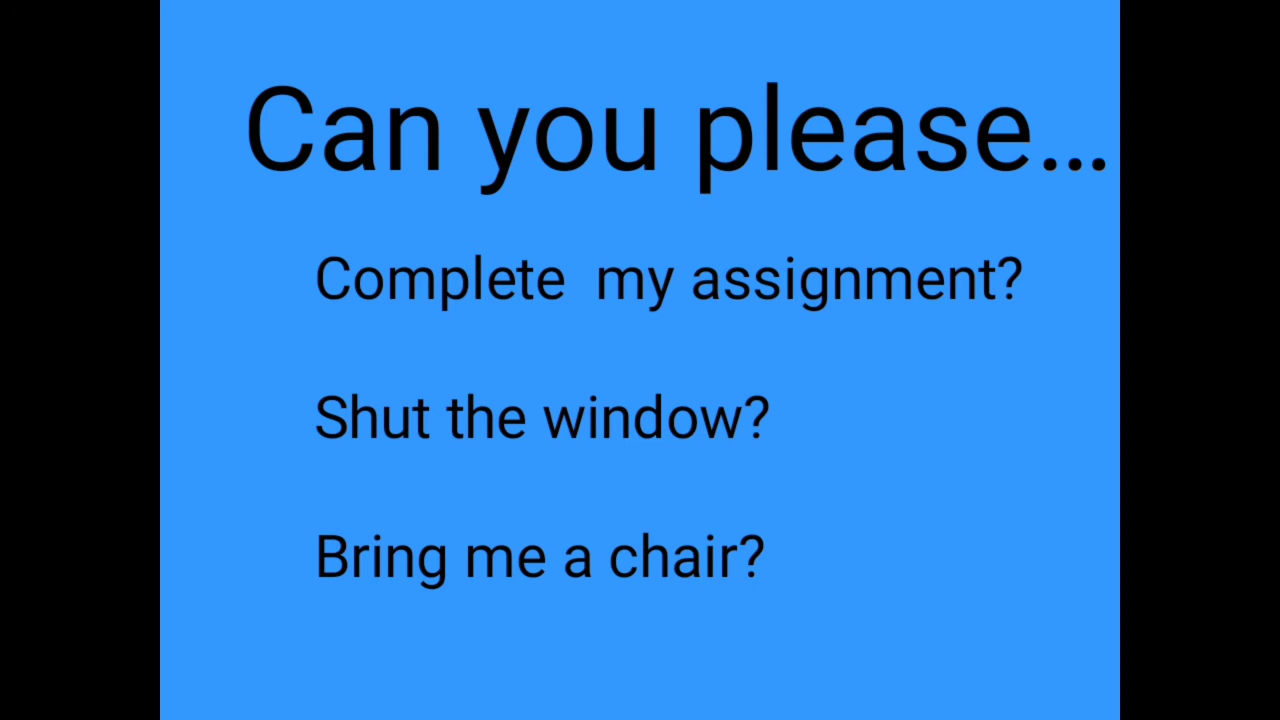 Can you please...
Complete  my assignment?
Shut the window?
Bring me a chair?